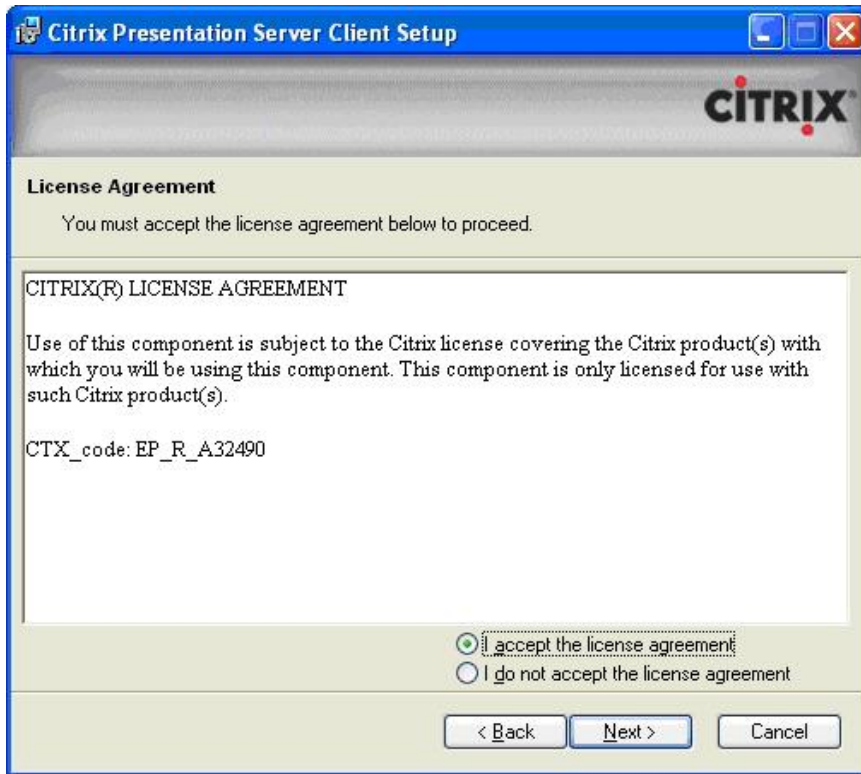 Citrix Presentation Server Client Setup
CITRIX
License Agreement
You must accept the license agreement below to proceed.
CITRIX(R) LICENSE AGREEMENT
Use of this component is subject to the Citrix license covering the Citrix product(s) with
which you will be using this component. This component is only licensed for use with
such Citrix product(s).
CTX_code: EP_R_A32490
I accept the license agreement
I do not accept the license agreement
< Back
Next >
Cancel